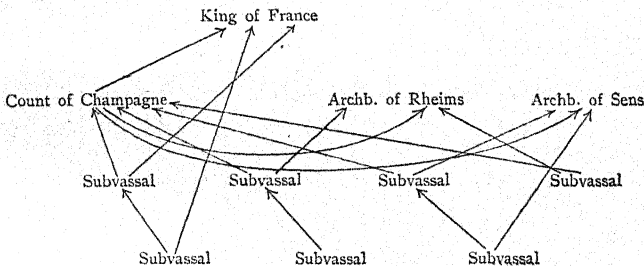 King of France
Count of Champagne Archb. of Rheims Archb. of Sens
Subvassal Subvassal Subvassal Subvassal
Subvassal Subvassal Subvassal